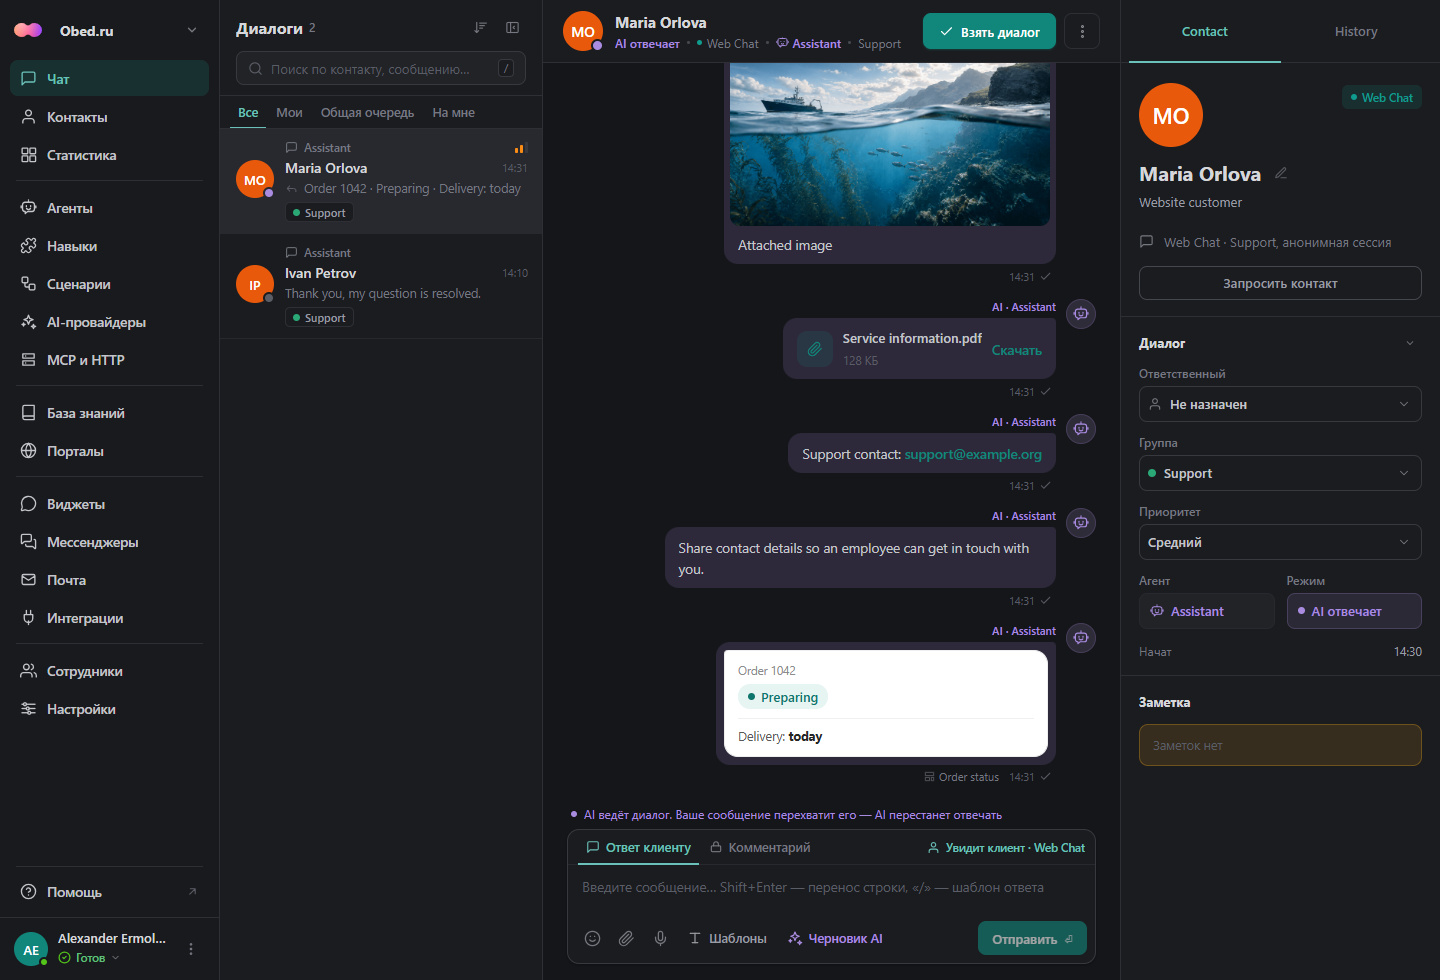 Obed.ru
Чат
Контакты
Статистика
Агенты
Навыки
Сценарии
AI-провайдеры
MCP и HTTP
База знаний
Порталы
Виджеты
Мессенджеры
Почта
Интеграции
Сотрудники
Настройки
Помощь
AE
Alexander Ermol...
Готов
Диалоги 2
Поиск по контакту, сообщению... /
Все Мои Общая очередь На мне
Assistant
MO
Maria Orlova 14:31
Order 1042 · Preparing · Delivery: today
Support
Assistant
IP
Ivan Petrov 14:10
Thank you, my question is resolved.
Support
MO
Maria Orlova
AI отвечает • Web Chat • Assistant • Support
Взять диалог
Attached image
14:31
AI · Assistant
Service information.pdf
128 КБ
Скачать
14:31
AI · Assistant
Support contact: support@example.org
14:31
AI · Assistant
Share contact details so an employee can get in touch with
you.
14:31
AI · Assistant
Order 1042
Preparing
Delivery: today
Order status 14:31
AI ведёт диалог. Ваше сообщение перехватит его — AI перестанет отвечать
Ответ клиенту Комментарий Увидит клиент · Web Chat
Введите сообщение... Shift+Enter — перенос строки, «/» — шаблон ответа
Шаблоны Черновик AI Отправить
Contact History
MO
Web Chat
Maria Orlova
Website customer
Web Chat · Support, анонимная сессия
Запросить контакт
Диалог
Ответственный
Не назначен
Группа
Support
Приоритет
Средний
Агент Режим
Assistant AI отвечает
Начат 14:30
Заметка
Заметок нет